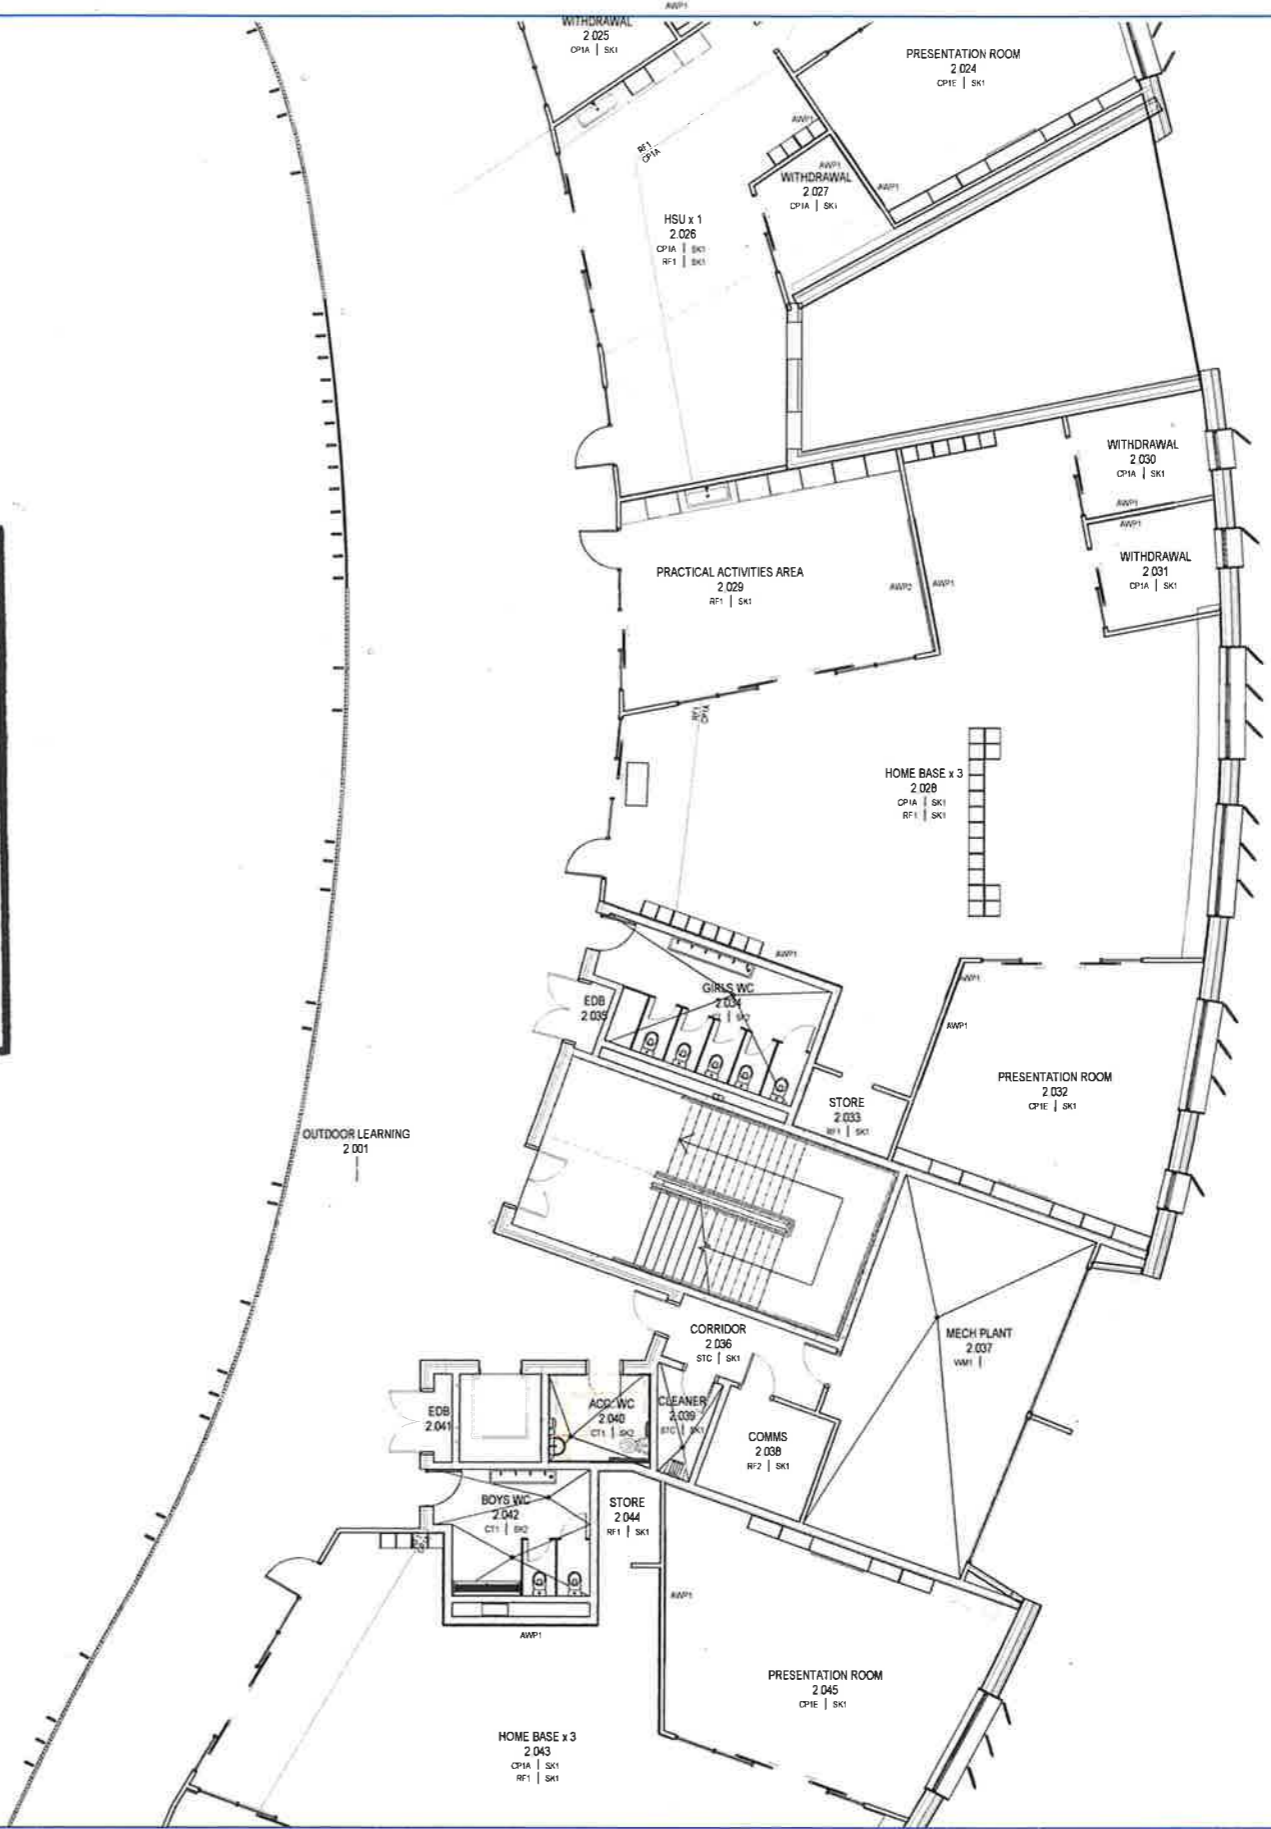 AWP1
WITHDRAWAL
2.025
CP1A | SK1
PRESENTATION ROOM
2.024
CP1E | SK1
AWP1
RF1
CP1A
AWP1
WITHDRAWAL
2.027
CP1A | SK1
AWP1
HSU x 1
2.026
CP1A | SK1
RF1 | SK1
WITHDRAWAL
2.030
CP1A | SK1
AWP1
AWP1
WITHDRAWAL
2.031
CP1A | SK1
PRACTICAL ACTIVITIES AREA
2.029
RF1 | SK1
AWP2
AWP1
RF1
CP1A
HOME BASE x 3
2.028
CP1A | SK1
RF1 | SK1
AWP1
AWP1
GIRLS WC
2.034
SK2
EDB
2.035
AWP1
PRESENTATION ROOM
2.032
CP1E | SK1
STORE
2.033
RF1 | SK1
OUTDOOR LEARNING
2.001
CORRIDOR
2.036
STC | SK1
MECH PLANT
2.037
WM1 |
EDB
2.041
ACC. WC
2.040
CT1 | SK2
CLEANER
2.039
STC | SK1
COMMS
2.038
RF2 | SK1
BOYS WC
2.042
CT1 | SK2
STORE
2.044
RF1 | SK1
AWP1
AWP1
PRESENTATION ROOM
2.045
CP1E | SK1
HOME BASE x 3
2.043
CP1A | SK1
RF1 | SK1